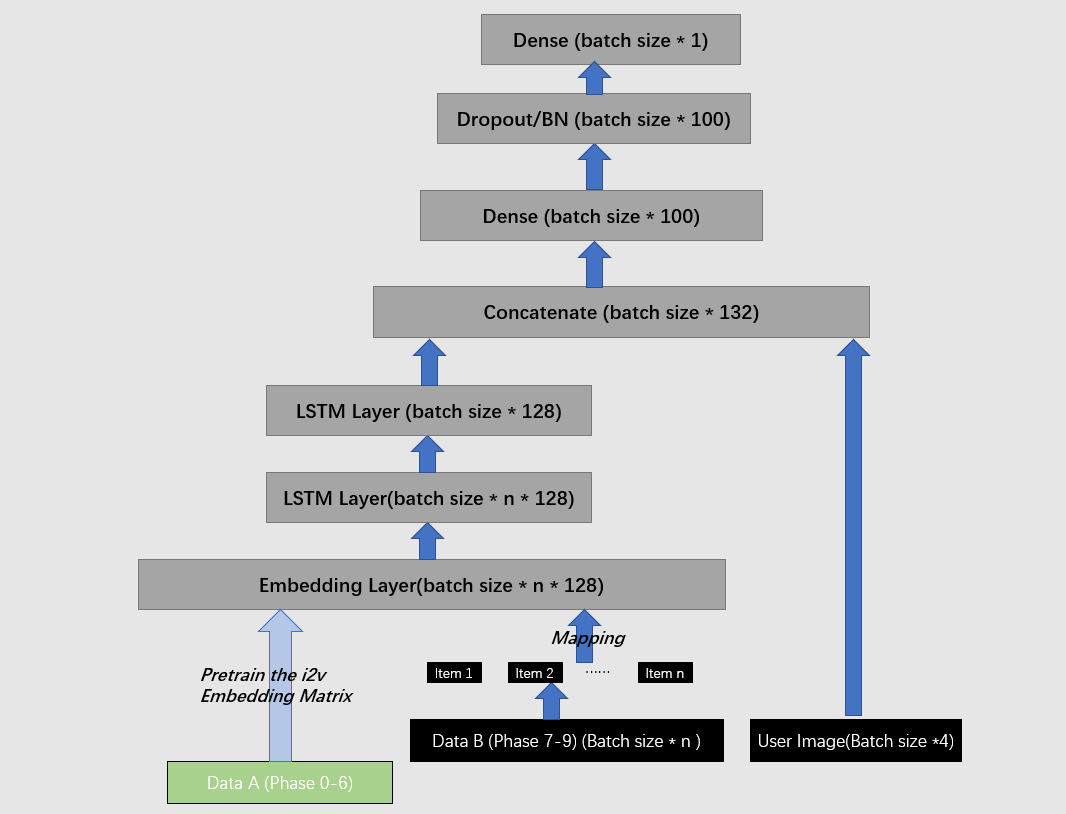 Dense (batch size * 1)
Dropout/BN (batch size * 100)
Dense (batch size * 100)
Concatenate (batch size * 132)
LSTM Layer (batch size * 128)
LSTM Layer(batch size * n * 128)
Embedding Layer(batch size * n * 128)
Mapping
Pretrain the i2v
Embedding Matrix
Item 1
Item 2
......
Item n
Data B (Phase 7-9) (Batch size * n )
User Image(Batch size *4)
Data A (Phase 0-6)